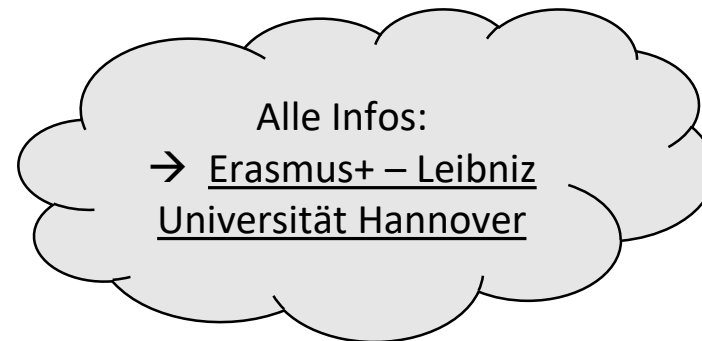 Alle Infos:
→ Erasmus+ – Leibniz
Universität Hannover